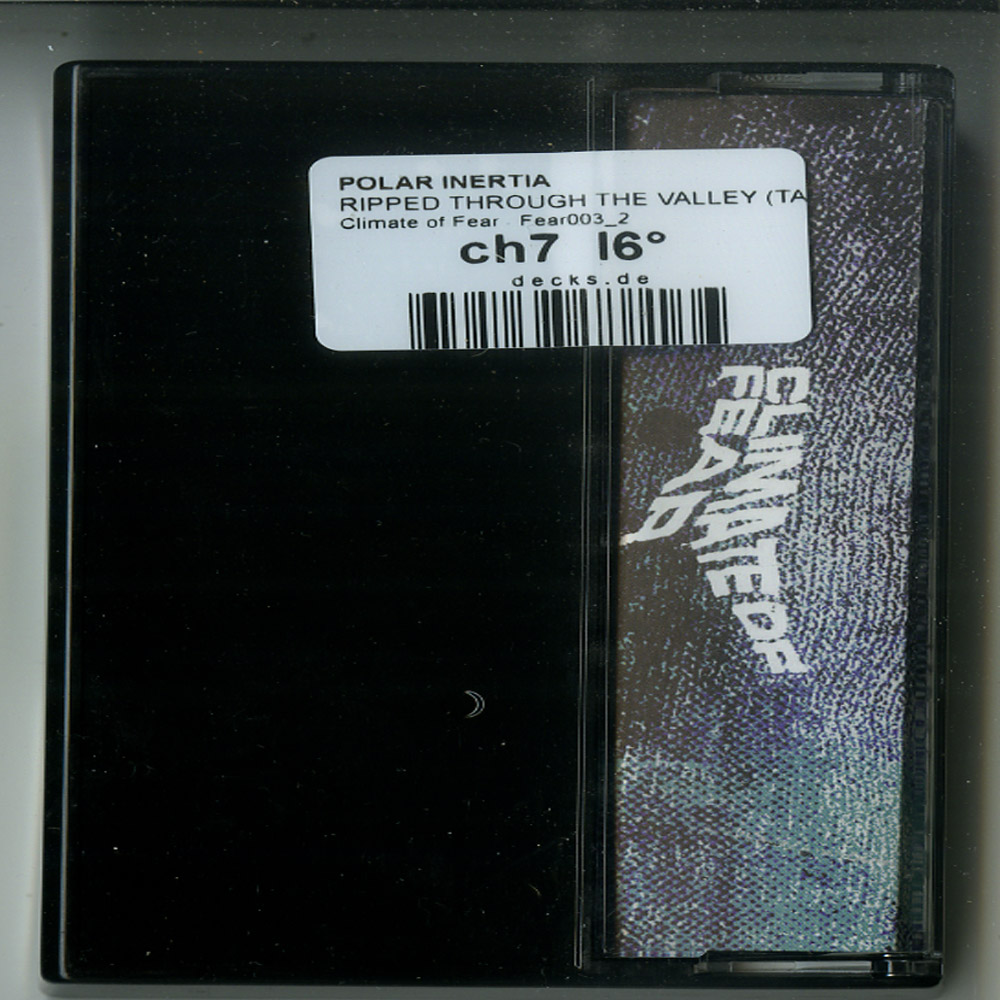 POLAR INERTIA
RIPPED THROUGH THE VALLEY (TA
Climate of Fear - Fear003_2
ch7 l6°
decks.de
CLIMATE OF
FEAR